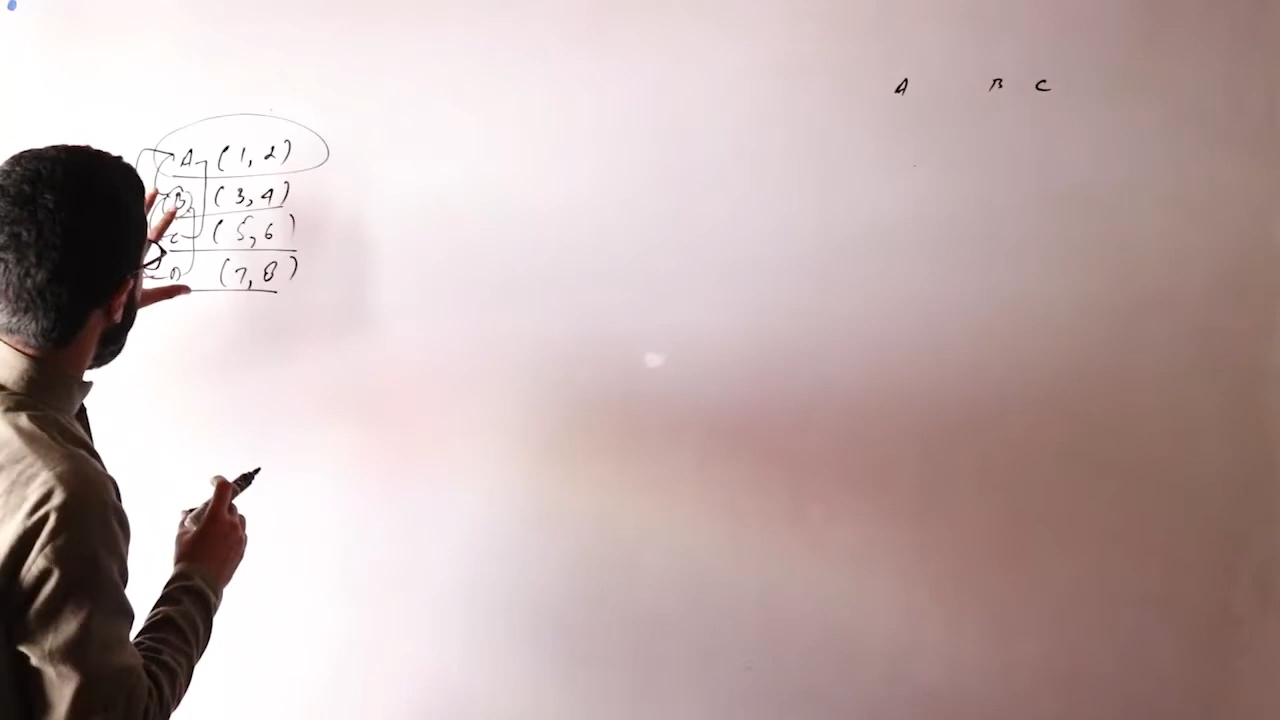 A (1, 2)
B (3, 4)
C (5, 6)
D (7, 8)
A B C